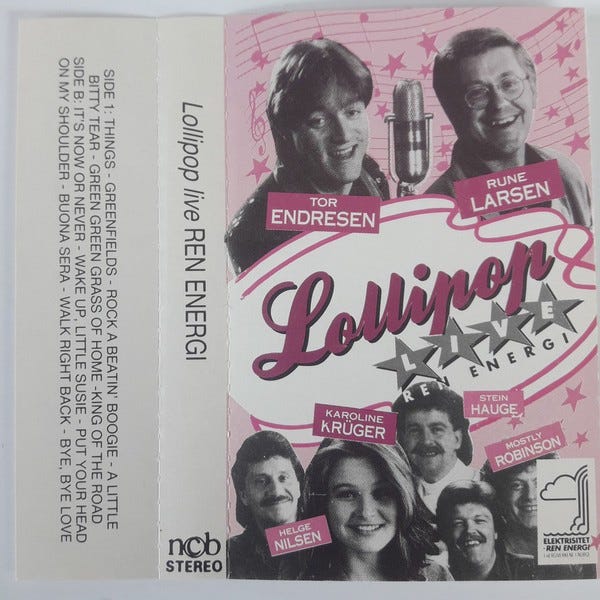 SIDE 1: THINGS - GREENFIELDS - ROCK A BEATIN' BOOGIE - A LITTLE
BITTY TEAR - GREEN GREEN GRASS OF HOME -KING OF THE ROAD
SIDE B: IT'S NOW OR NEVER - WAKE UP, LITTLE SUSIE - PUT YOUR HEAD
ON MY SHOULDER - BUONA SERA - WALK RIGHT BACK - BYE, BYE LOVE
Lollipop live REN ENERGI
ncb
STEREO
TOR
ENDRESEN
RUNE
LARSEN
Lollipop
LIVE
REN ENERGI
KAROLINE
KRÜGER
STEIN
HAUGE
MOSTLY
ROBINSON
HELGE
NILSEN
ELEKTRISITET
- REN ENERGI